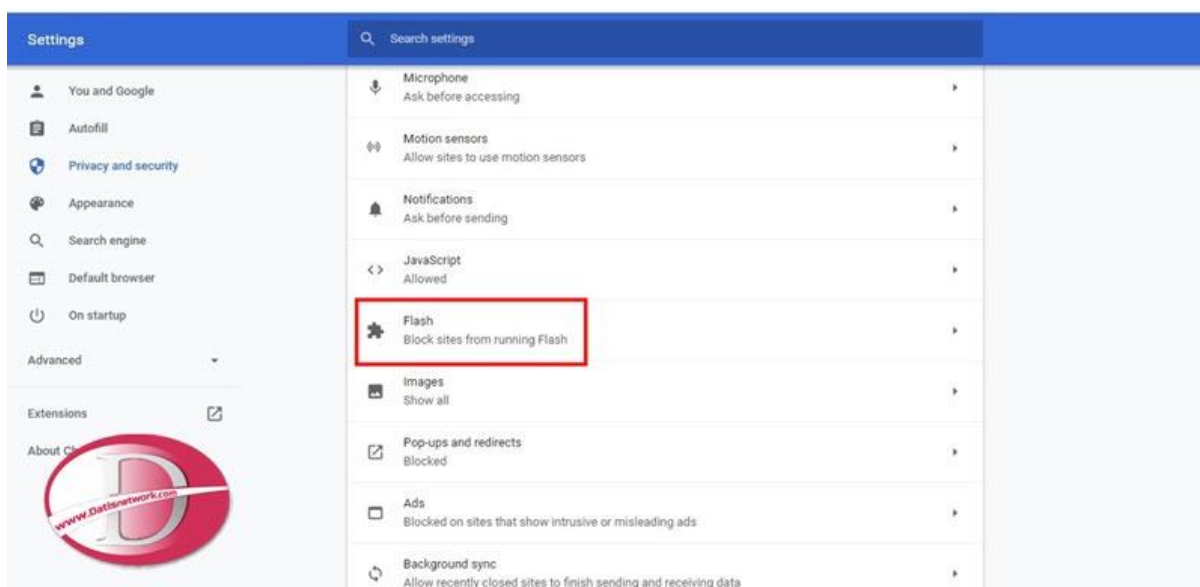 Settings
Search settings
You and Google
Autofill
Privacy and security
Appearance
Search engine
Default browser
On startup
Advanced
Extensions
About
D
www.Datisnetwork.com
Microphone
Ask before accessing
Motion sensors
Allow sites to use motion sensors
Notifications
Ask before sending
JavaScript
Allowed
Flash
Block sites from running Flash
Images
Show all
Pop-ups and redirects
Blocked
Ads
Blocked on sites that show intrusive or misleading ads
Background sync
Allow recently closed sites to finish sending and receiving data